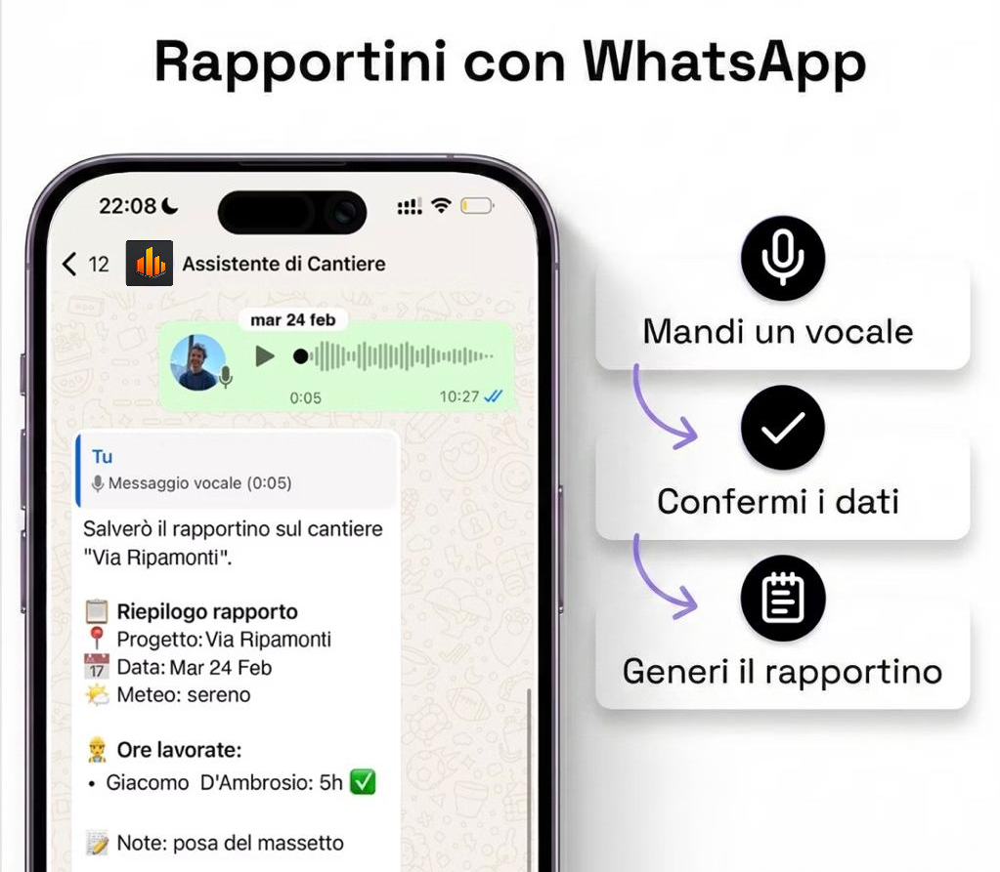 Rapportini con WhatsApp
22:08
12
Assistente di Cantiere
mar 24 feb
0:05
10:27
Tu
Messaggio vocale (0:05)
Salverò il rapportino sul cantiere
"Via Ripamonti".
Riepilogo rapporto
Progetto: Via Ripamonti
17
Data: Mar 24 Feb
Meteo: sereno
Ore lavorate:
• Giacomo D'Ambrosio: 5h
Note: posa del massetto
Mandi un vocale
Confermi i dati
Generi il rapportino